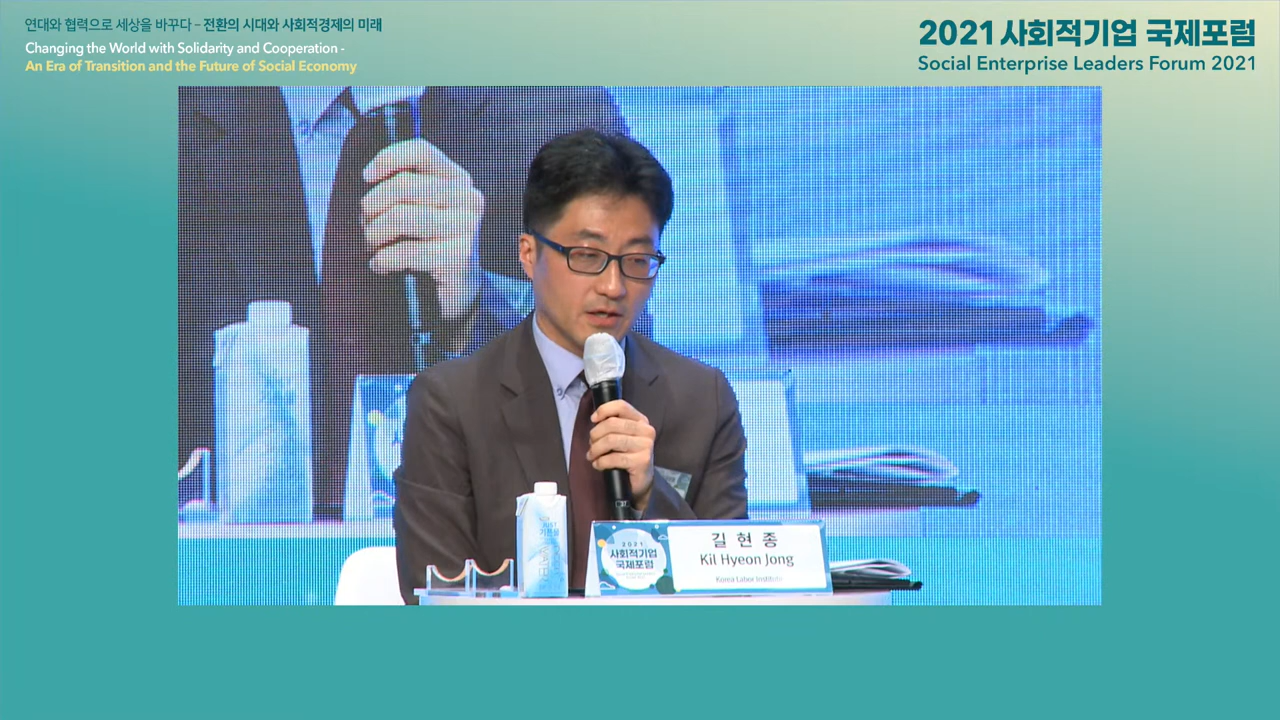 연대와 협력으로 세상을 바꾸다 – 전환의 시대와 사회적경제의 미래
Changing the World with Solidarity and Cooperation -
An Era of Transition and the Future of Social Economy
2021 사회적기업 국제포럼
Social Enterprise Leaders Forum 2021
JUST
2021
사회적기업
국제포럼
길 현 종
Kil Hyeon Jong
Korea Labor Institute